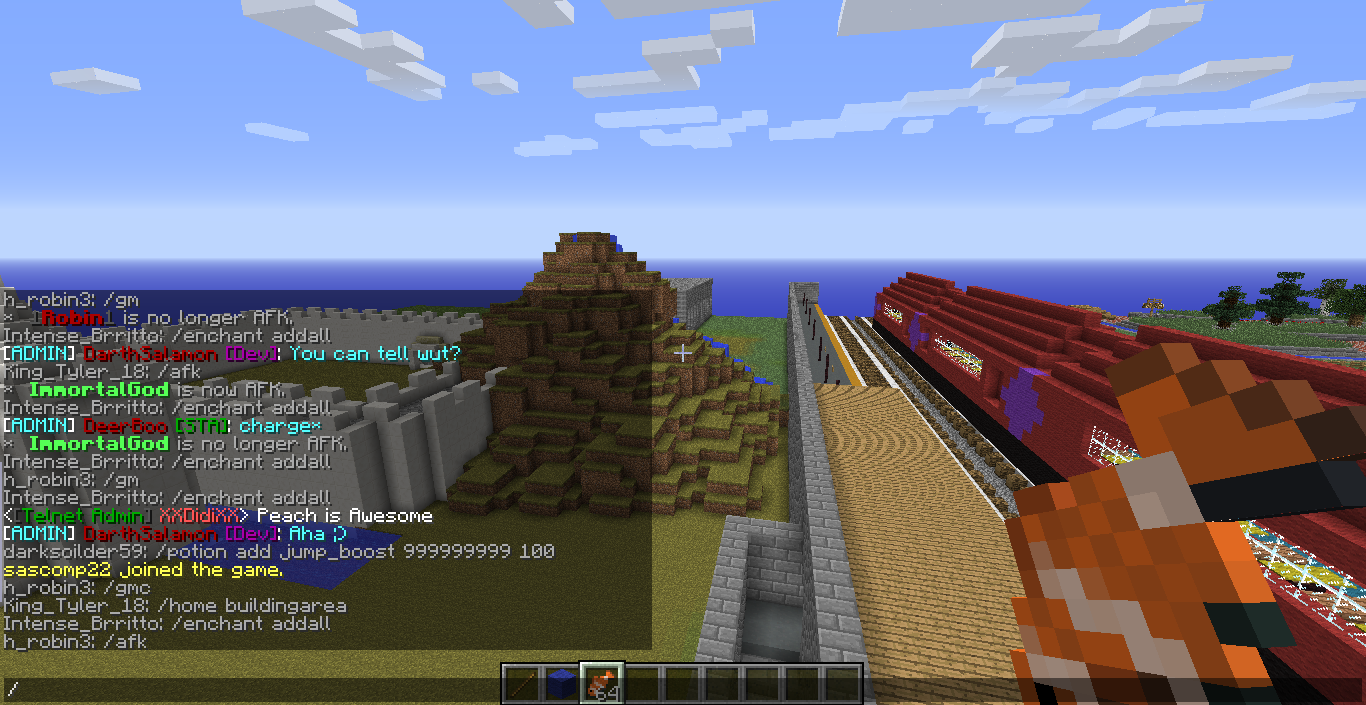 h_robin3: /gm
* _1Robin1 is no longer AFK.
Intense_Brritto: /enchant addall
[ADMIN] DarthSalamon [Dev]: You can tell wut?
King_Tyler_18: /afk
* ImmortalGod is now AFK.
Intense_Brritto: /enchant addall
[ADMIN] DeerBoo [STA]: charge*
* ImmortalGod is no longer AFK.
Intense_Brritto: /enchant addall
h_robin3: /gm
Intense_Brritto: /enchant addall
<[Telnet Admin] XXDidiXX> Peach is Awesome
[ADMIN] DarthSalamon [Dev]: Aha ;)
darksoilder59: /potion add jump_boost 999999999 100
sascomp22 joined the game.
h_robin3: /gmc
King_Tyler_18: /home buildingarea
Intense_Brritto: /enchant addall
h_robin3: /afk
/
64